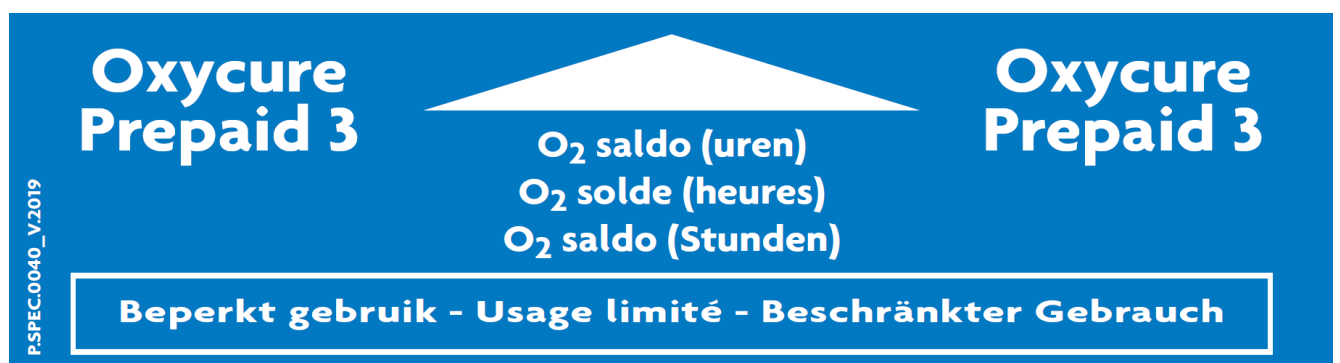 Oxycure
Prepaid 3
Oxycure
Prepaid 3
O₂ saldo (uren)
O₂ solde (heures)
O₂ saldo (Stunden)
P.SPEC.0040_V.2019
Beperkt gebruik - Usage limité - Beschränkter Gebrauch